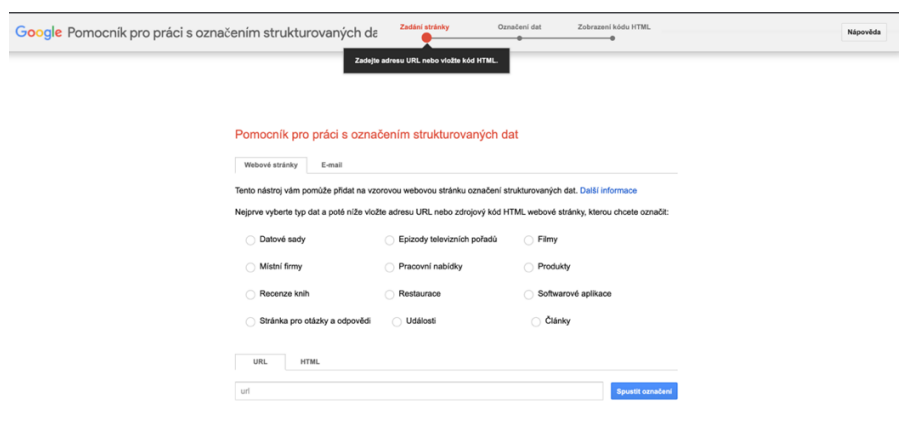 Google Pomocník pro práci s označením strukturovaných da
Zadání stránky
Označení dat
Zobrazení kódu HTML
Nápověda
Zadejte adresu URL nebo vložte kód HTML.
Pomocník pro práci s označením strukturovaných dat
Webové stránky E-mail
Tento nástroj vám pomůže přidat na vzorovou webovou stránku označení strukturovaných dat. Další informace
Nejprve vyberte typ dat a poté níže vložte adresu URL nebo zdrojový kód HTML webové stránky, kterou chcete označit:
Datové sady Epizody televizních pořadů Filmy
Místní firmy Pracovní nabídky Produkty
Recenze knih Restaurace Softwarové aplikace
Stránka pro otázky a odpovědi Události Články
URL HTML
url Spustit označení